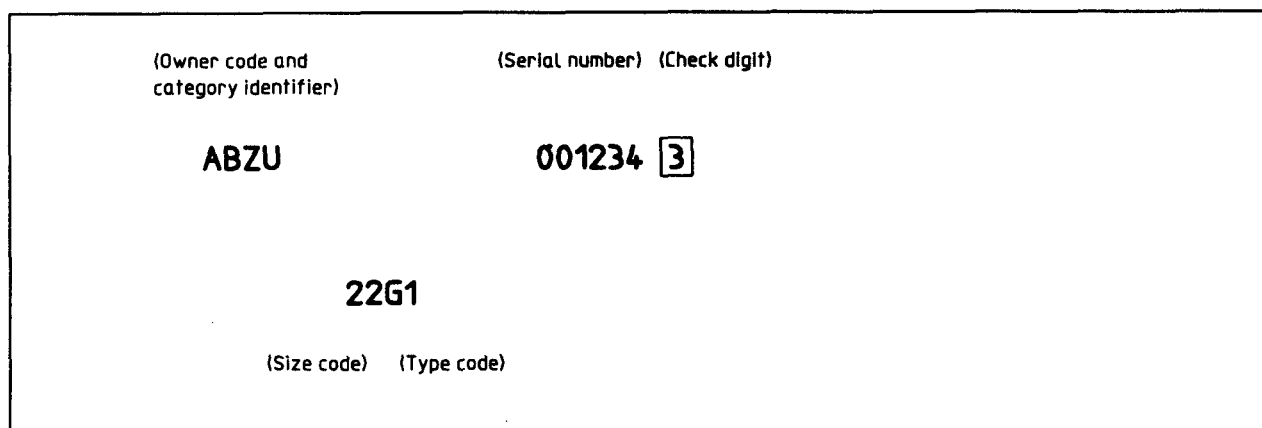 (Owner code and (Serial number) (Check digit)
category identifier)
ABZU 001234 3
22G1
(Size code) (Type code)